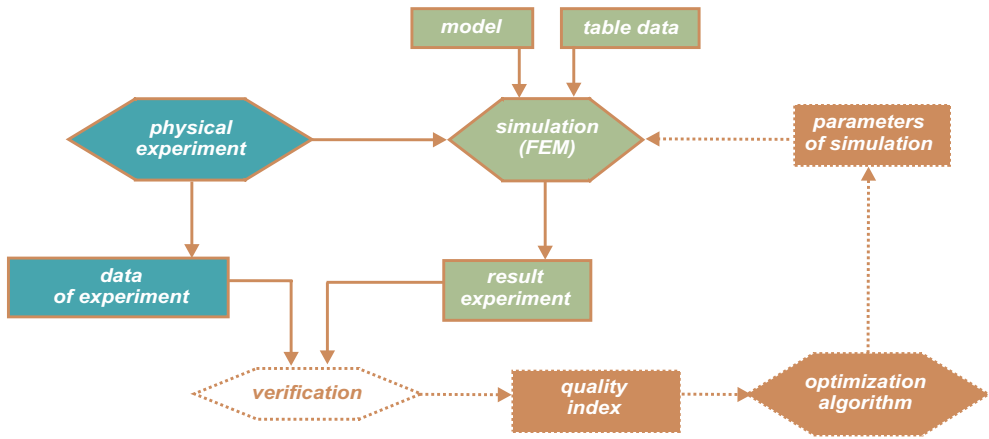 model
table data
physical
experiment
simulation
(FEM)
parameters
of simulation
data
of experiment
result
experiment
verification
quality
index
optimization
algorithm